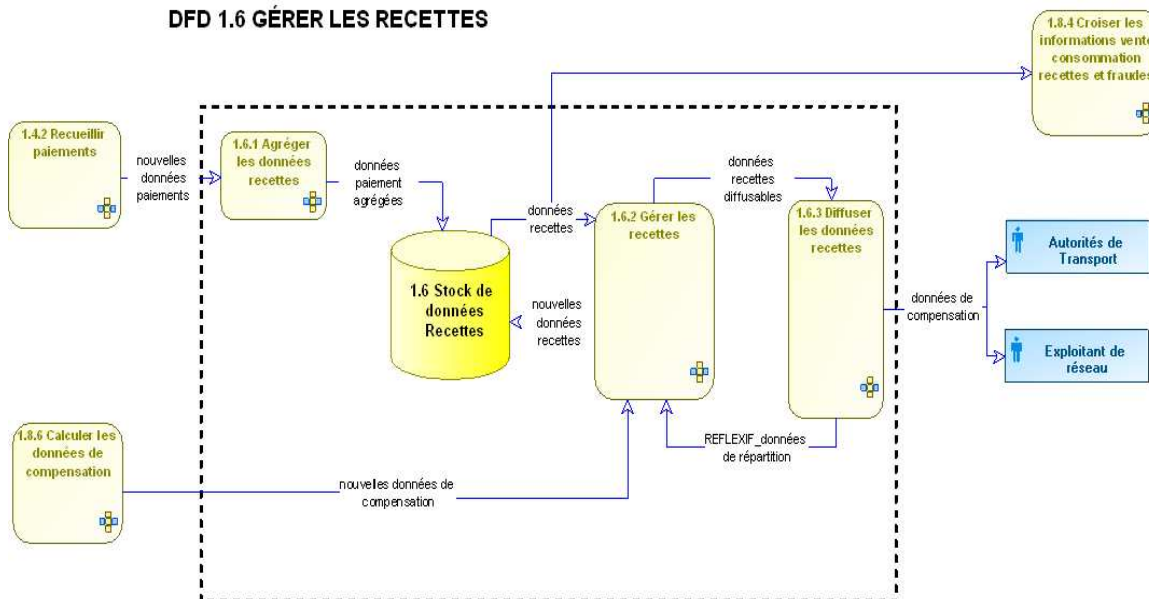 DFD 1.6 GÉRER LES RECETTES
1.8.4 Croiser les
informations vente
consommation
recettes et fraudes
1.4.2 Recueillir
paiements
nouvelles
données
paiements
1.6.1 Agréger
les données
recettes
données
paiement
agrégées
données
recettes
1.6.2 Gérer les
recettes
données
recettes
diffusables
1.6.3 Diffuser
les données
recettes
Autorités de
Transport
données de
compensation
Exploitant de
réseau
1.6 Stock de
données
Recettes
nouvelles
données
recettes
REFLEXIF_données
de répartition
1.8.6 Calculer les
données de
compensation
nouvelles données de
compensation